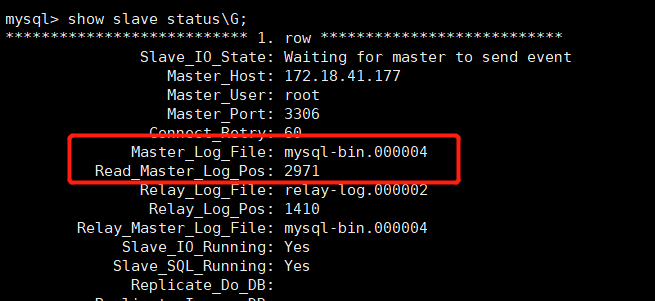 mysql> show slave status\G;
*************************** 1. row ***************************
Slave_IO_State: Waiting for master to send event
Master_Host: 172.18.41.177
Master_User: root
Master_Port: 3306
Connect_Retry: 60
Master_Log_File: mysql-bin.000004
Read_Master_Log_Pos: 2971
Relay_Log_File: relay-log.000002
Relay_Log_Pos: 1410
Relay_Master_Log_File: mysql-bin.000004
Slave_IO_Running: Yes
Slave_SQL_Running: Yes
Replicate_Do_DB: